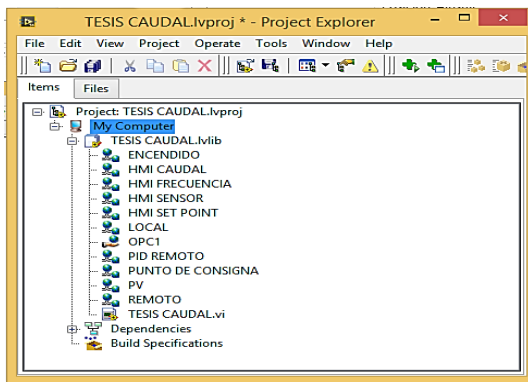 TESIS CAUDAL.lvproj * - Project Explorer
File Edit View Project Operate Tools Window Help
Items Files
Project: TESIS CAUDAL.lvproj
My Computer
TESIS CAUDAL.lvlib
ENCENDIDO
HMI CAUDAL
HMI FRECUENCIA
HMI SENSOR
HMI SET POINT
LOCAL
OPC1
PID REMOTO
PUNTO DE CONSIGNA
PV
REMOTO
TESIS CAUDAL.vi
Dependencies
Build Specifications